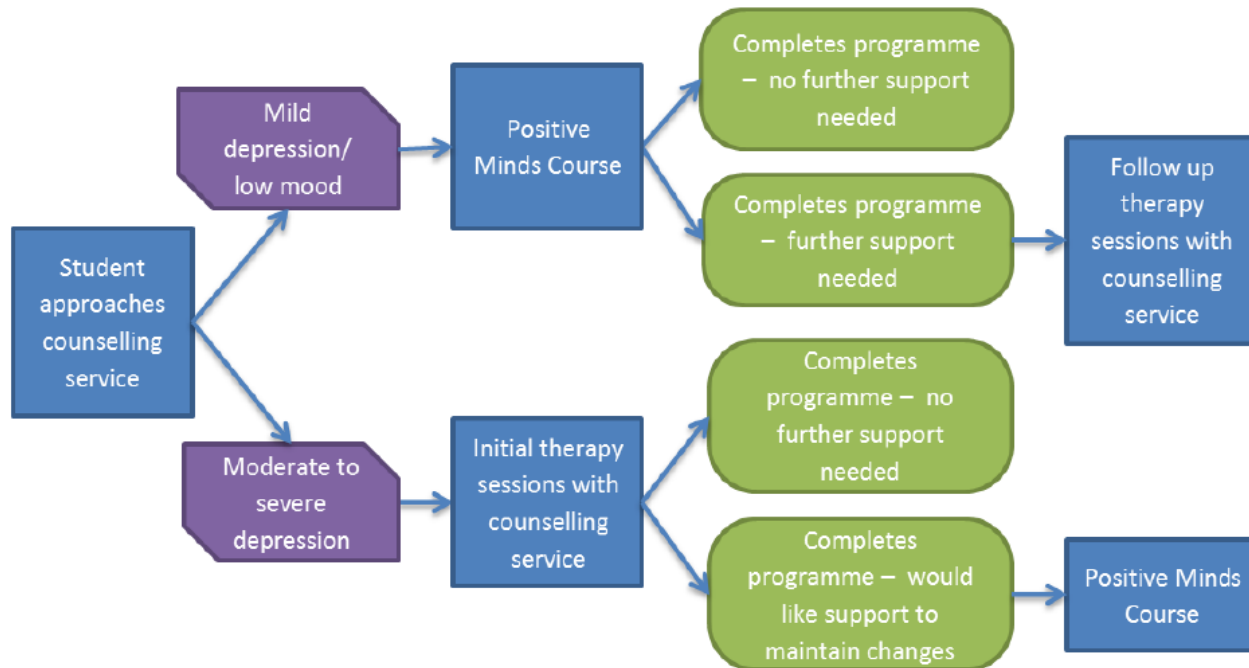 Student
approaches
counselling
service
Mild
depression/
low mood
Positive
Minds Course
Completes programme
– no further support
needed
Completes programme
– further support
needed
Follow up
therapy
sessions with
counselling
service
Moderate to
severe
depression
Initial therapy
sessions with
counselling
service
Completes
programme – no
further support
needed
Completes
programme – would
like support to
maintain changes
Positive Minds
Course